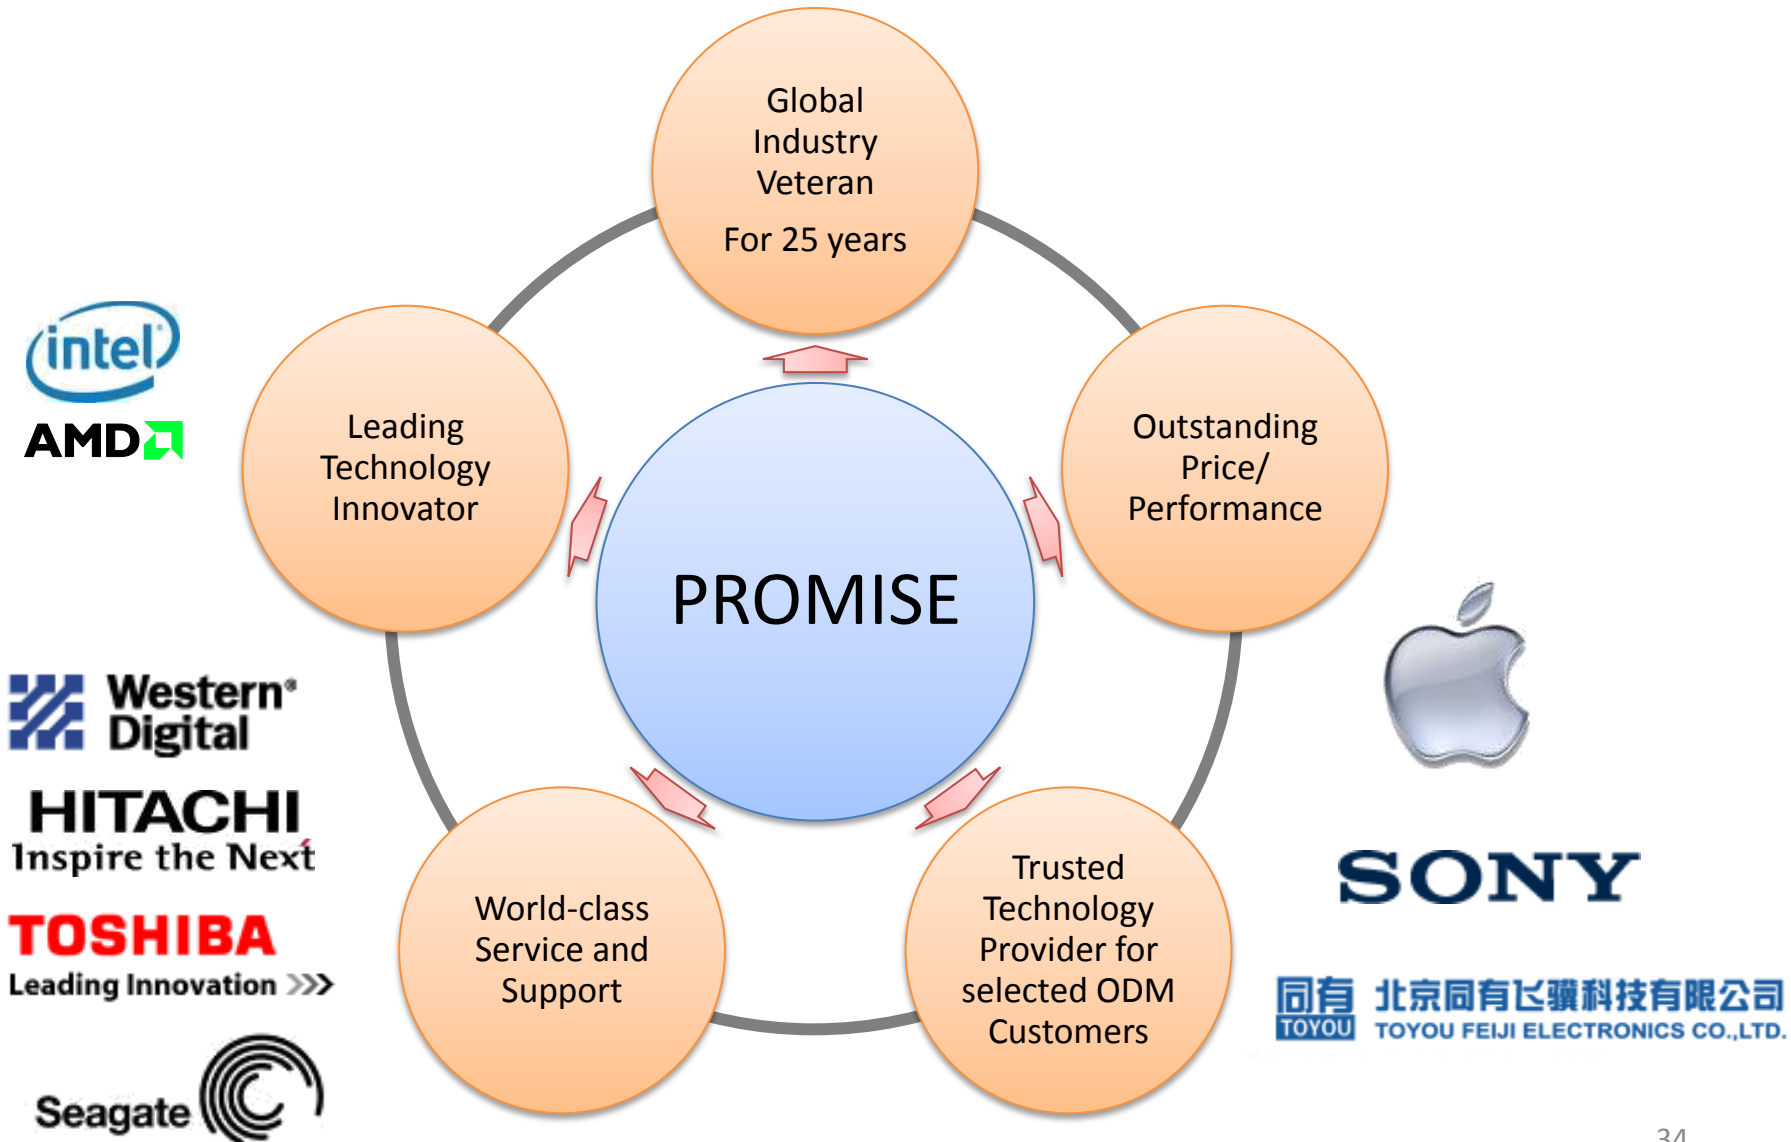 Global
Industry
Veteran
For 25 years
intel
AMD
Leading
Technology
Innovator
Outstanding
Price/
Performance
PROMISE
Western
Digital
HITACHI
Inspire the Next
TOSHIBA
Leading Innovation >>>
Seagate
World-class
Service and
Support
Trusted
Technology
Provider for
selected ODM
Customers
SONY
同有
TOYOU
北京同有飞骥科技有限公司
TOYOU FEIJI ELECTRONICS CO.,LTD.
34